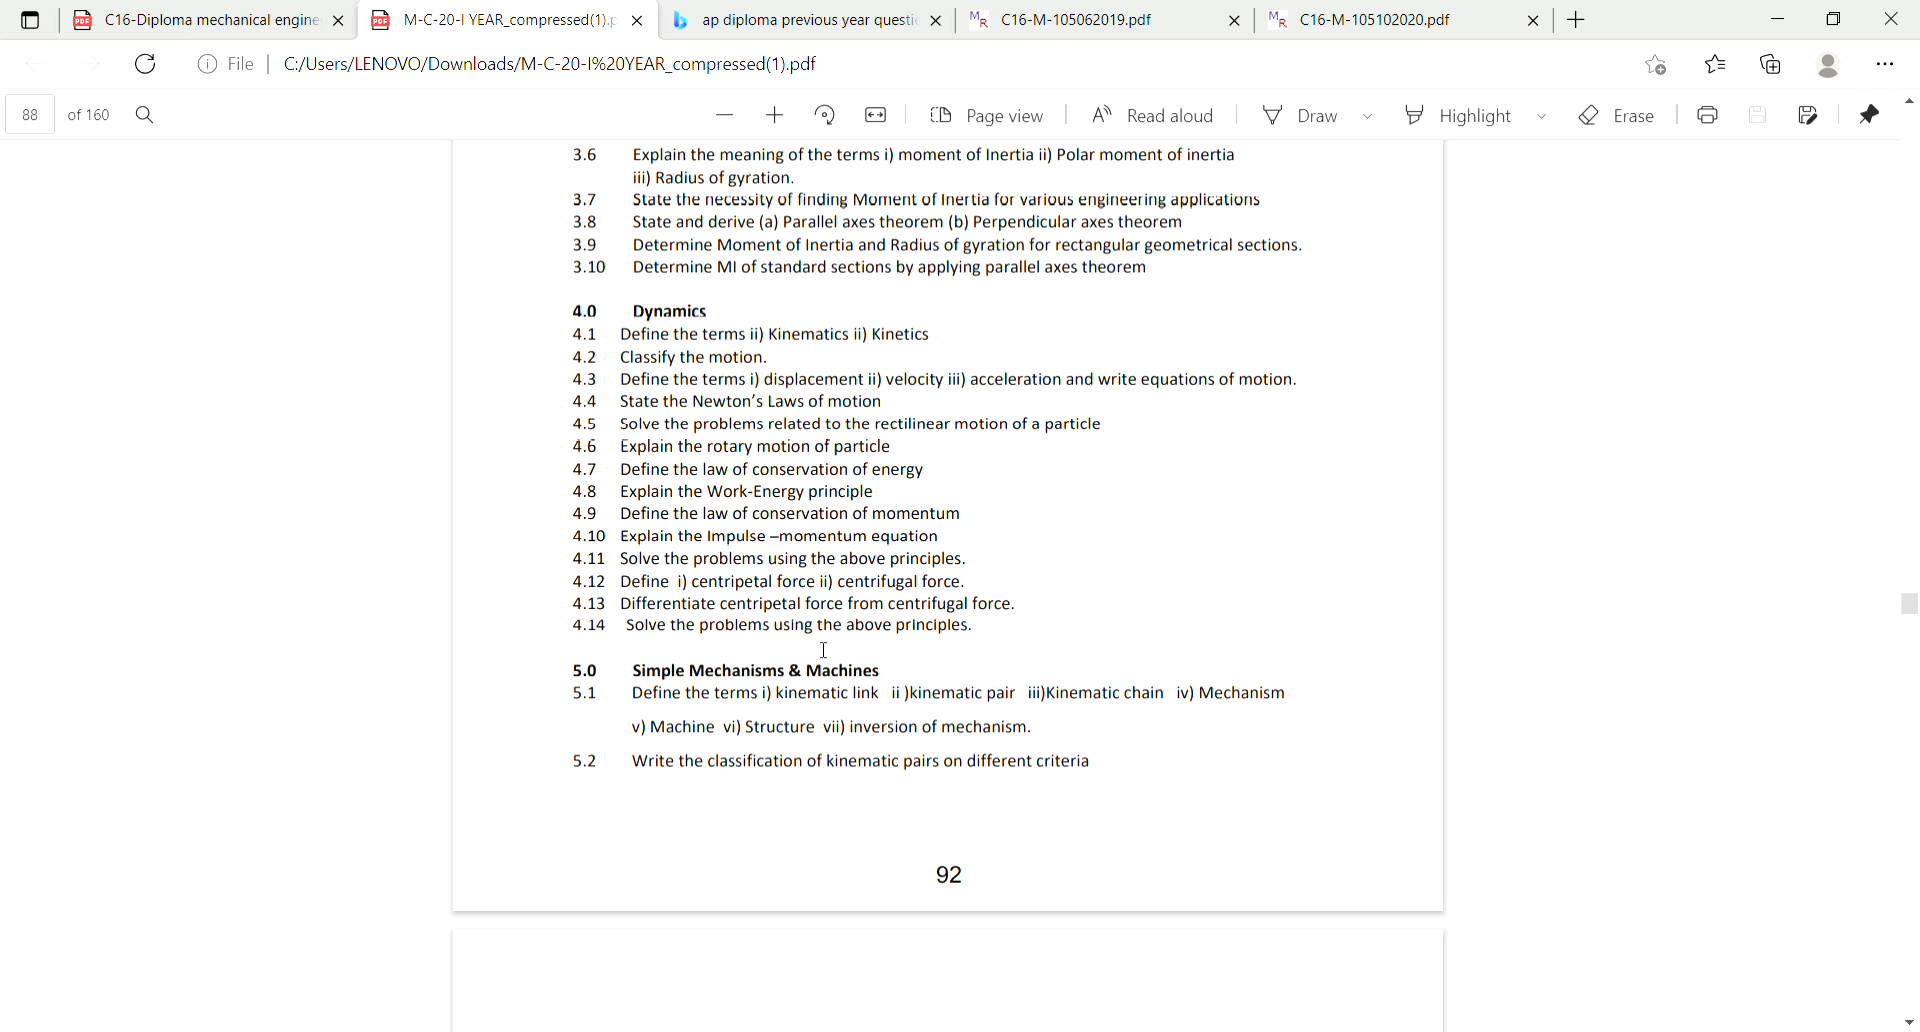 C16-Diploma mechanical engine
M-C-20-I YEAR_compressed(1).p
ap diploma previous year questic
C16-M-105062019.pdf
C16-M-105102020.pdf
File
C:/Users/LENOVO/Downloads/M-C-20-I%20YEAR_compressed(1).pdf
88 of 160
Page view
Read aloud
Draw
Highlight
Erase
3.6 Explain the meaning of the terms i) moment of Inertia ii) Polar moment of inertia
iii) Radius of gyration.
3.7 State the necessity of finding Moment of Inertia for various engineering applications
3.8 State and derive (a) Parallel axes theorem (b) Perpendicular axes theorem
3.9 Determine Moment of Inertia and Radius of gyration for rectangular geometrical sections.
3.10 Determine MI of standard sections by applying parallel axes theorem
4.0 Dynamics
4.1 Define the terms ii) Kinematics ii) Kinetics
4.2 Classify the motion.
4.3 Define the terms i) displacement ii) velocity iii) acceleration and write equations of motion.
4.4 State the Newton's Laws of motion
4.5 Solve the problems related to the rectilinear motion of a particle
4.6 Explain the rotary motion of particle
4.7 Define the law of conservation of energy
4.8 Explain the Work-Energy principle
4.9 Define the law of conservation of momentum
4.10 Explain the Impulse –momentum equation
4.11 Solve the problems using the above principles.
4.12 Define i) centripetal force ii) centrifugal force.
4.13 Differentiate centripetal force from centrifugal force.
4.14 Solve the problems using the above principles.
5.0 Simple Mechanisms & Machines
5.1 Define the terms i) kinematic link ii )kinematic pair iii)Kinematic chain iv) Mechanism
v) Machine vi) Structure vii) inversion of mechanism.
5.2 Write the classification of kinematic pairs on different criteria
92